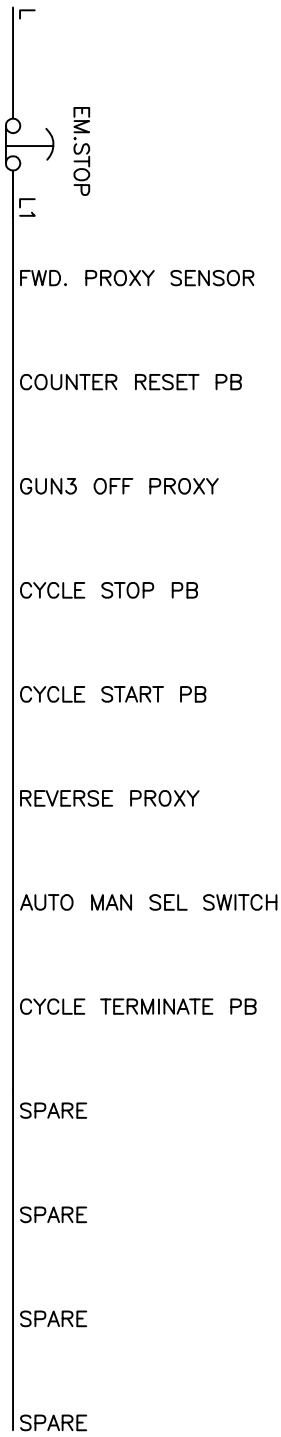 L
EM.STOP
L1
FWD. PROXY SENSOR
COUNTER RESET PB
GUN3 OFF PROXY
CYCLE STOP PB
CYCLE START PB
REVERSE PROXY
AUTO MAN SEL SWITCH
CYCLE TERMINATE PB
SPARE
SPARE
SPARE
SPARE